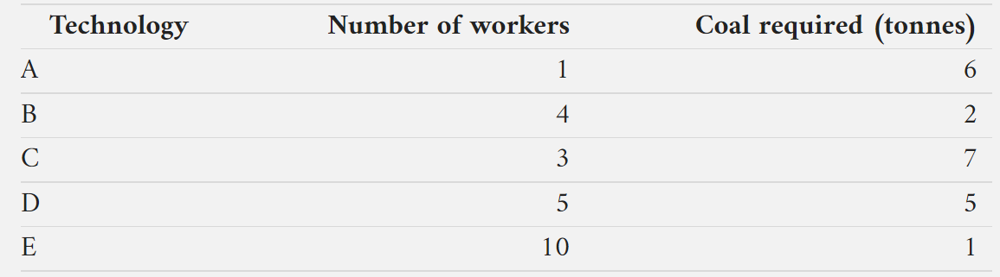 Technology Number of workers Coal required (tonnes)
A 1 6
B 4 2
C 3 7
D 5 5
E 10 1